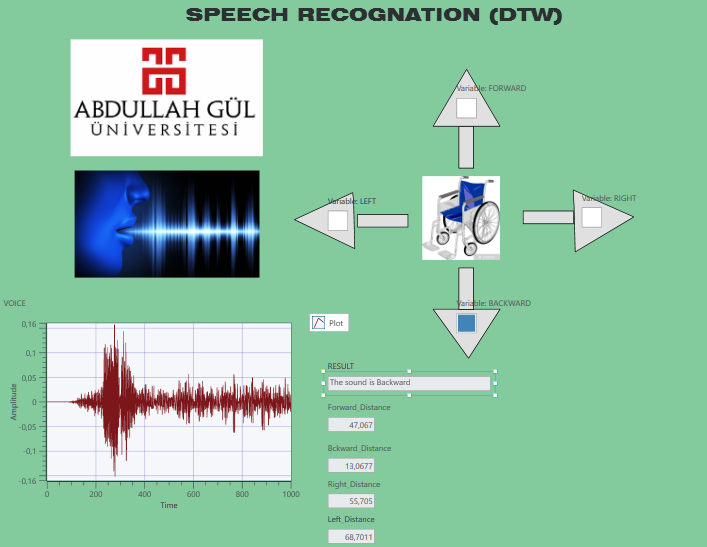 SPEECH RECOGNATION (DTW)
ABDULLAH GÜL
ÜNİVERSİTESİ
Variable: FORWARD
Variable: LEFT
Variable: RIGHT
Variable: BACKWARD
VOICE
Plot
0,16
0,1
0,05
0
-0,05
-0,1
-0,16
Amplitude
0 200 400 600 800 1000
Time
RESULT
The sound is Backward
Forward_Distance
47,067
Bckward_Distance
13,0677
Right_Distance
55,705
Left_Distance
68,7011